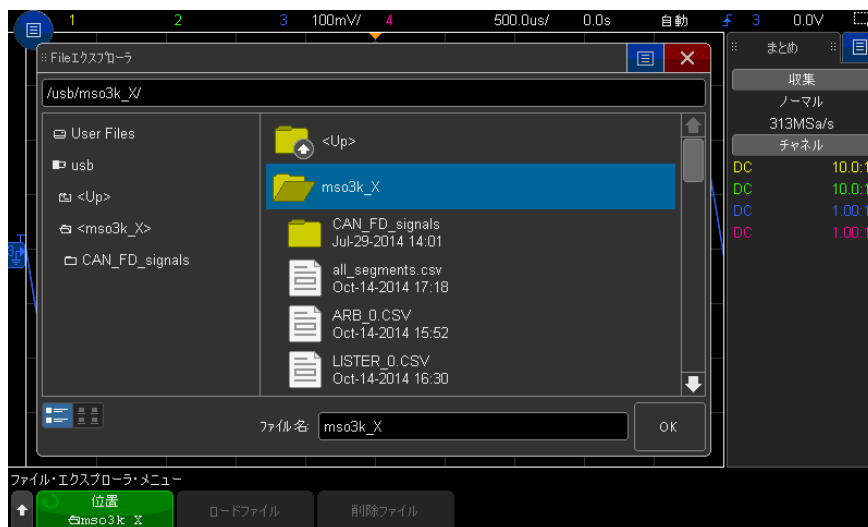 1 2 3 100mV/ 4 500.0us/ 0.0s 自動 3 0.0V
Fileエクスプローラ
/usb/mso3k_X/
User Files
usb
<Up>
<mso3k_X>
CAN_FD_signals
<Up>
mso3k_X
CAN_FD_signals
Jul-29-2014 14:01
all_segments.csv
Oct-14-2014 17:18
ARB_0.CSV
Oct-14-2014 15:52
LISTER_0.CSV
Oct-14-2014 16:30
ファイル名: mso3k_X
OK
まとめ
収集
ノーマル
313MSa/s
チャネル
DC 10.0:1
DC 10.0:1
DC 1.00:1
DC 1.00:1
ファイル・エクスプローラ・メニュー
位置
mso3k_X
ロードファイル
削除ファイル